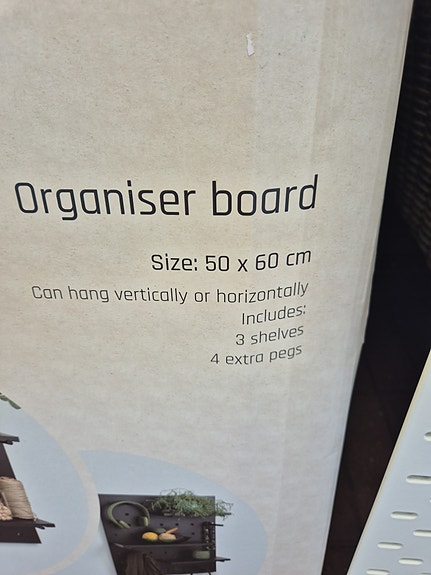 Organiser board
Size: 50 x 60 cm
Can hang vertically or horizontally
Includes:
3 shelves
4 extra pegs